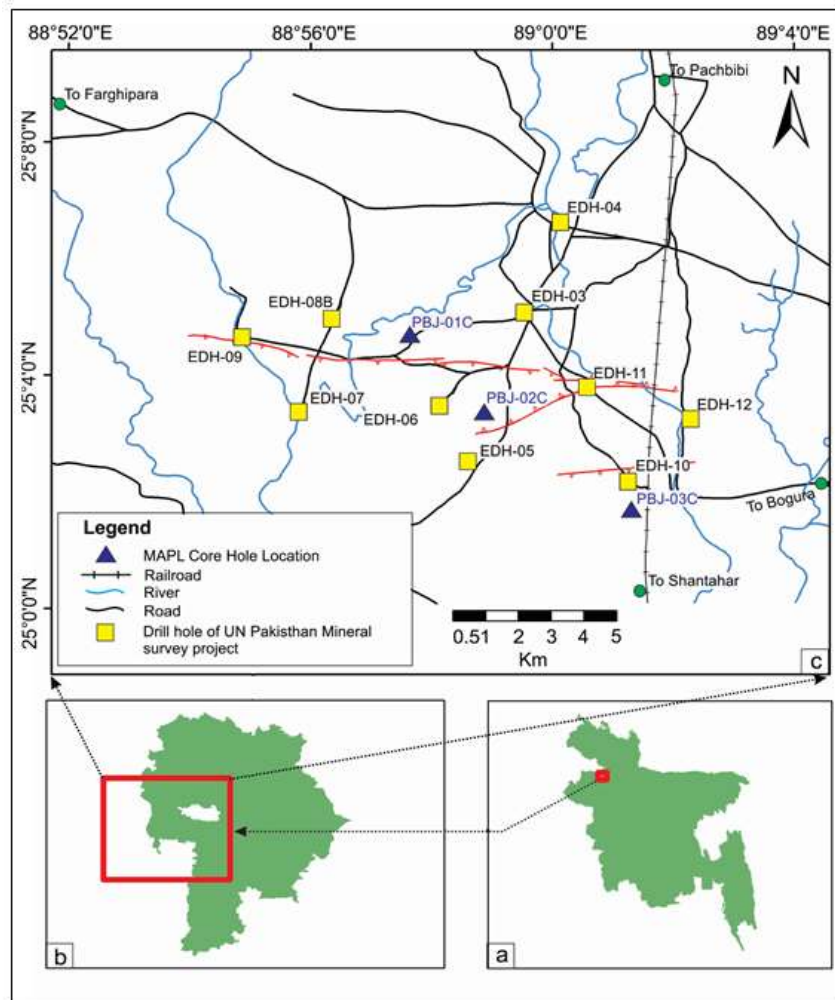 88°52'0"E 88°56'0"E 89°0'0"E 89°4'0"E
To Farghipara
To Pachbibi
N
25°8'0"N
EDH-04
EDH-08B
EDH-03
PBJ-01C
EDH-09
25°4'0"N
EDH-11
EDH-07
EDH-06
PBJ-02C
EDH-12
EDH-05
EDH-10
PBJ-03C
To Bogura
Legend
MAPL Core Hole Location
Railroad
River
Road
Drill hole of UN Pakisthan Mineral
survey project
25°0'0"N
To Shantahar
0.51 2 3 4 5
Km
c
b
a